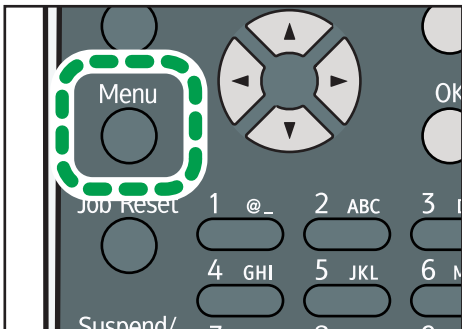 Menu
OK
Job Reset
1 @_
2 ABC
3
4 GHI
5 JKL
6
Suspend/